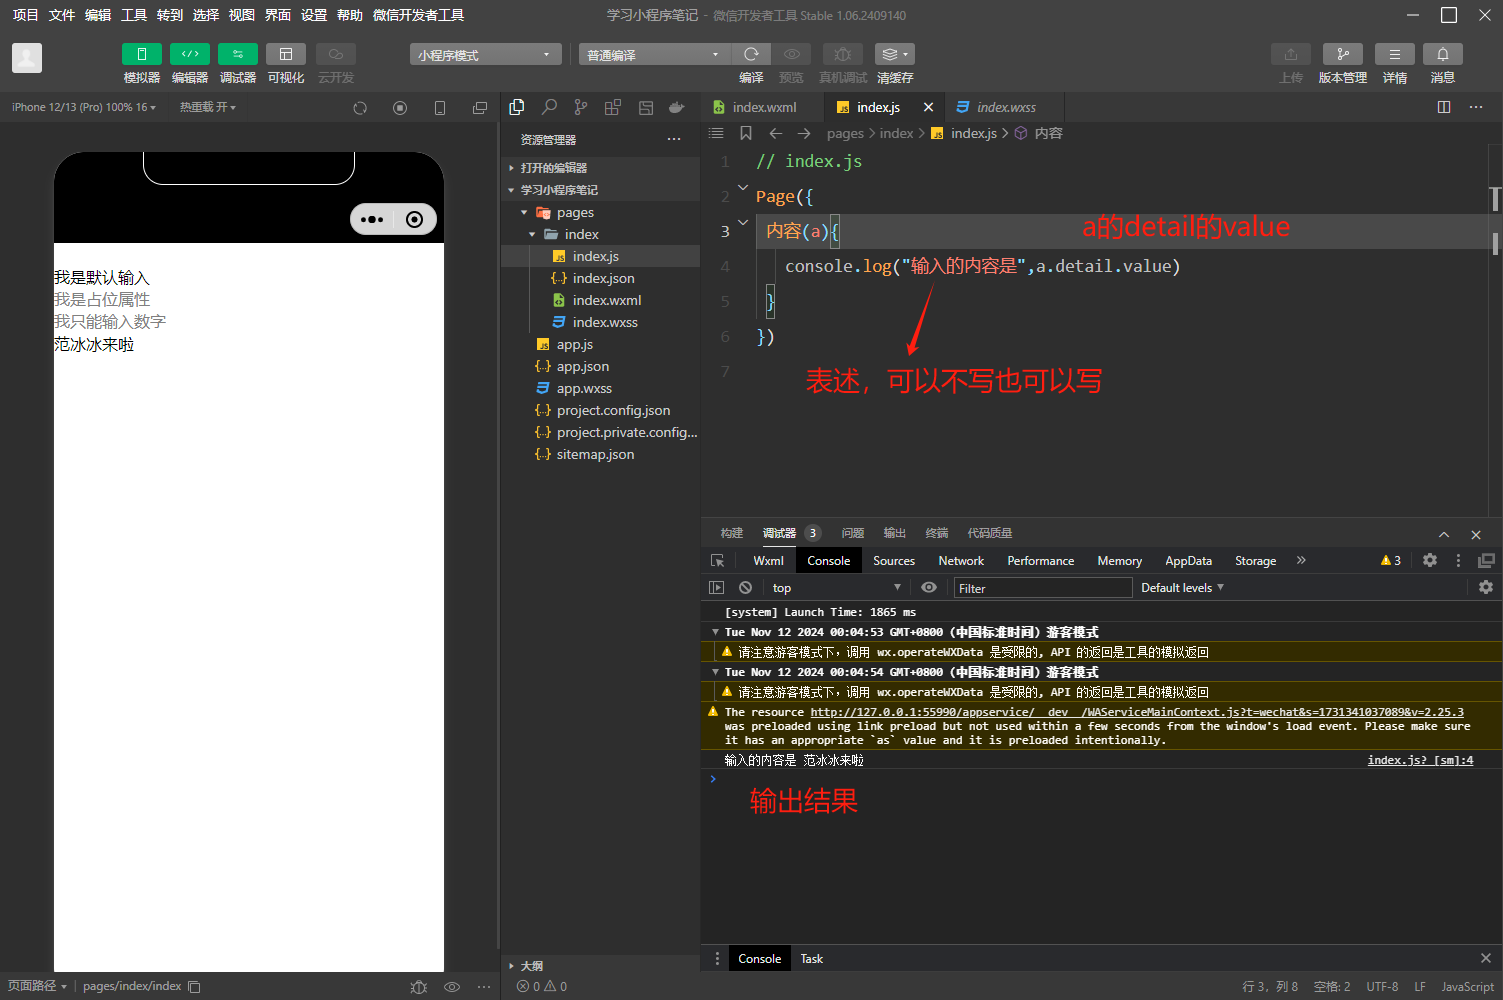 项目 文件 编辑 工具 转到 选择 视图 界面 设置 帮助 微信开发者工具
学习小程序笔记 - 微信开发者工具 Stable 1.06.2409140
模拟器 编辑器 调试器 可视化 云开发
小程序模式
普通编译
编译 预览 真机调试 清缓存
上传 版本管理 详情 消息
iPhone 12/13 (Pro) 100% 16
热重载 开
我是默认输入
我是占位属性
我只能输入数字
范冰冰来啦
页面路径 | pages/index/index
资源管理器
打开的编辑器
学习小程序笔记
pages
index
index.js
index.json
index.wxml
index.wxss
app.js
app.json
app.wxss
project.config.json
project.private.config...
sitemap.json
大纲
0 0
index.wxml
index.js
index.wxss
pages > index > index.js > 内容
1 // index.js
2 Page({
3 内容(a){
a的detail的value
4 console.log("输入的内容是",a.detail.value)
5 }
6 })
7
表述，可以不写也可以写
构建 调试器 3 问题 输出 终端 代码质量
Wxml Console Sources Network Performance Memory AppData Storage » 3
top
Filter
Default levels
[system] Launch Time: 1865 ms
Tue Nov 12 2024 00:04:53 GMT+0800 (中国标准时间) 游客模式
请注意游客模式下，调用 wx.operateWXData 是受限的, API 的返回是工具的模拟返回
Tue Nov 12 2024 00:04:54 GMT+0800 (中国标准时间) 游客模式
请注意游客模式下，调用 wx.operateWXData 是受限的, API 的返回是工具的模拟返回
The resource http://127.0.0.1:55990/appservice/__dev__/WAServiceMainContext.js?t=wechat&s=1731341037089&v=2.25.3
was preloaded using link preload but not used within a few seconds from the window's load event. Please make sure
it has an appropriate `as` value and it is preloaded intentionally.
输入的内容是 范冰冰来啦
index.js? [sm]:4
输出结果
Console Task
行 3，列 8 空格: 2 UTF-8 LF JavaScript